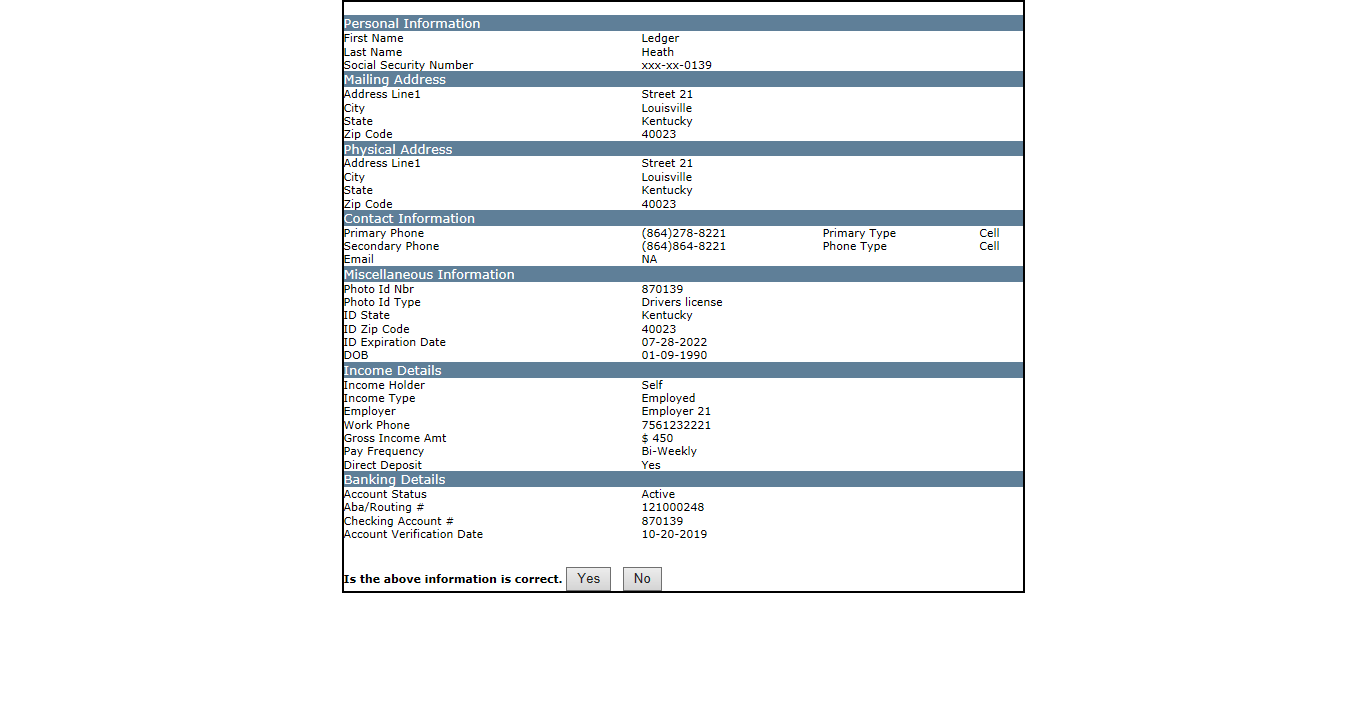 Personal Information
First Name Ledger
Last Name Heath
Social Security Number xxx-xx-0139
Mailing Address
Address Line1 Street 21
City Louisville
State Kentucky
Zip Code 40023
Physical Address
Address Line1 Street 21
City Louisville
State Kentucky
Zip Code 40023
Contact Information
Primary Phone (864)278-8221 Primary Type Cell
Secondary Phone (864)864-8221 Phone Type Cell
Email NA
Miscellaneous Information
Photo Id Nbr 870139
Photo Id Type Drivers license
ID State Kentucky
ID Zip Code 40023
ID Expiration Date 07-28-2022
DOB 01-09-1990
Income Details
Income Holder Self
Income Type Employed
Employer Employer 21
Work Phone 7561232221
Gross Income Amt $ 450
Pay Frequency Bi-Weekly
Direct Deposit Yes
Banking Details
Account Status Active
Aba/Routing # 121000248
Checking Account # 870139
Account Verification Date 10-20-2019
Is the above information is correct. Yes No